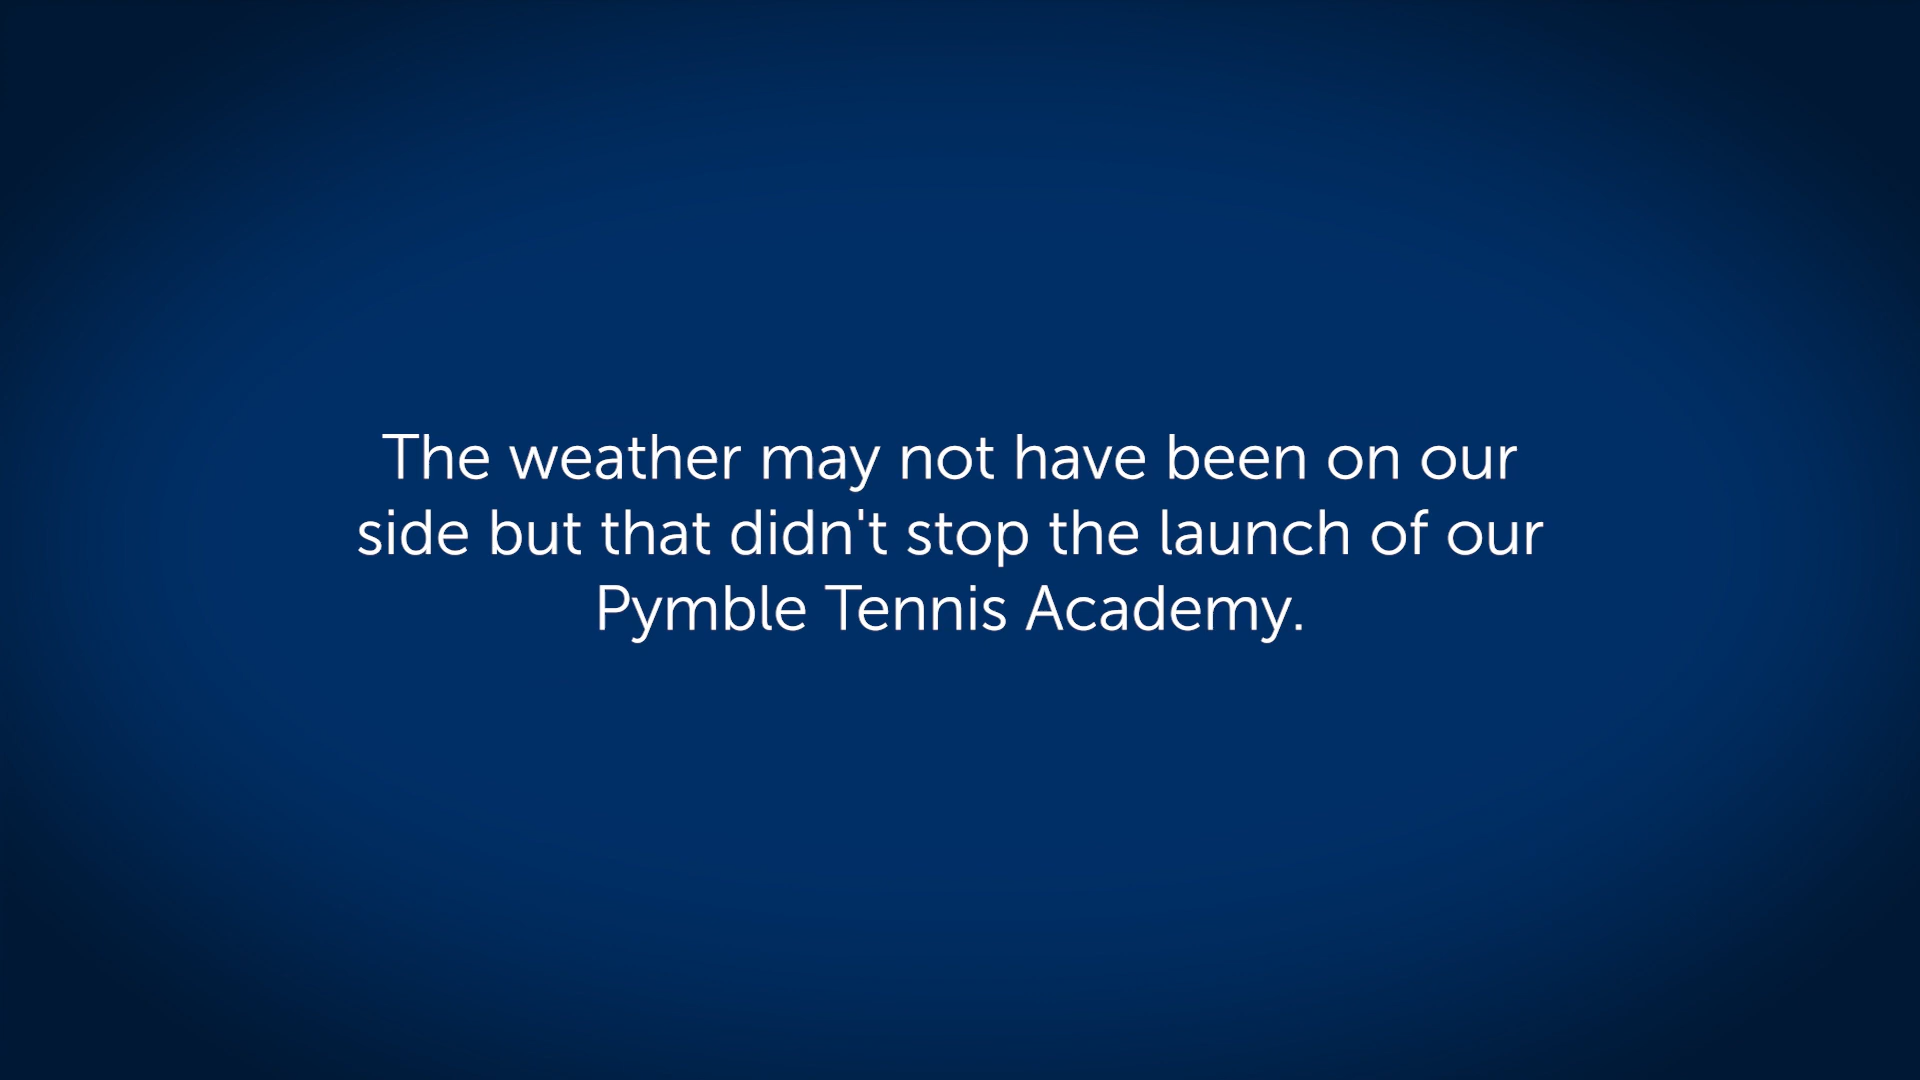 The weather may not have been on our
side but that didn't stop the launch of our
Pymble Tennis Academy.